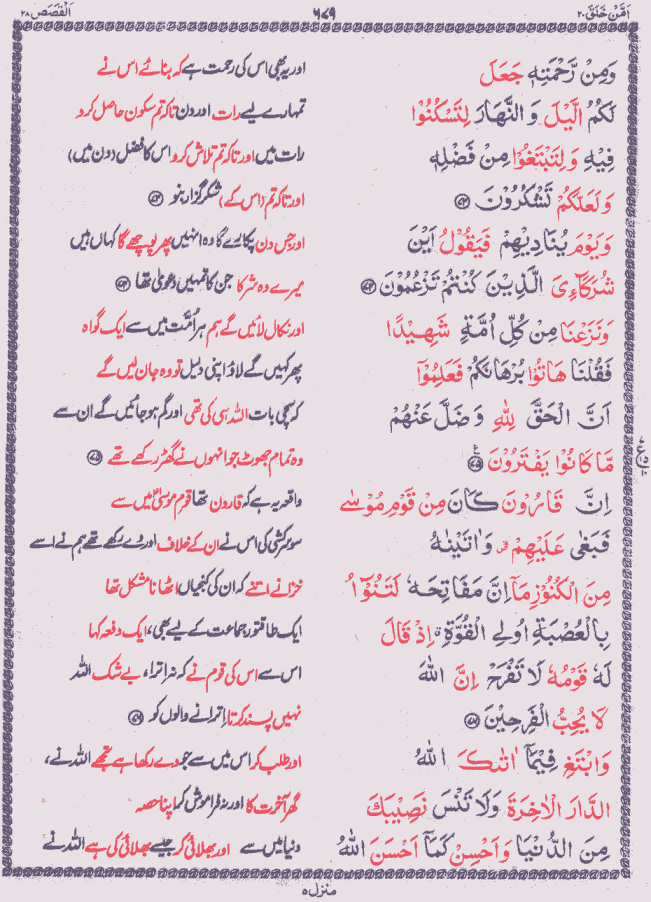 اَمَّنْ خَلَقَ ٢٠ ٦٨٩ اَلْقَصَص ٢٨
وَمِنْ رَّحْمَتِهٖ جَعَلَ اور یہ بھی اس کی رحمت ہے کہ بنائے اس نے
لَكُمُ الَّيْلَ وَ النَّهَارَ لِتَسْكُنُوْا تمہارے لیے رات اور دن تاکہ تم سکون حاصل کرو
فِيْهِ وَ لِتَبْتَغُوْا مِنْ فَضْلِهٖ رات میں اور تاکہ تم تلاش کرو اس کا فضل (دن میں)
وَ لَعَلَّكُمْ تَشْكُرُوْنَ ﴿٧٣﴾ اور تاکہ تم (اس کے) شکر گزار بنو ﴿٧٣﴾
وَ يَوْمَ يُنَادِيْهِمْ فَيَقُوْلُ اَيْنَ اور جس دن پکارے گا وہ انہیں پھر پوچھے گا کہاں ہیں
شُرَكَآءِيَ الَّذِيْنَ كُنْتُمْ تَزْعُمُوْنَ ﴿٧٤﴾ میرے وہ شرکا جن کا تمہیں دعویٰ تھا ﴿٧٤﴾
وَ نَزَعْنَا مِنْ كُلِّ اُمَّةٍ شَهِيْدًا اور نکال لائیں گے ہم ہر اُمّت میں سے ایک گواہ
فَقُلْنَا هَاتُوْا بُرْهَانَكُمْ فَعَلِمُوْٓا پھر کہیں گے لاؤ اپنی دلیل تو وہ جان لیں گے
اَنَّ الْحَقَّ لِلّٰهِ وَ ضَلَّ عَنْهُمْ کہ سچی بات اللہ ہی کی تھی اور گم ہو جائیں گے ان سے
مَّا كَانُوْا يَفْتَرُوْنَ ﴿٧٥﴾ ع وہ تمام جھوٹ جو انہوں نے گھڑ رکھے تھے ﴿٧٥﴾
اِنَّ قَارُوْنَ كَانَ مِنْ قَوْمِ مُوْسٰى واقعہ یہ ہے کہ قارون تھا قومِ موسیٰ میں سے
فَبَغٰى عَلَيْهِمْ وَ اٰتَيْنٰهُ سو سرکشی کی اس نے ان کے خلاف اور دے رکھے تھے ہم نے اسے
مِنَ الْكُنُوْزِ مَآ اِنَّ مَفَاتِحَهٗ لَتَنُوْٓاُ خزانے اتنے کہ ان کی کنجیاں اٹھانا مشکل تھا
بِالْعُصْبَةِ اُولِي الْقُوَّةِ اِذْ قَالَ ایک طاقتور جماعت کے لیے بھی، ایک دفعہ کہا
لَهٗ قَوْمُهٗ لَا تَفْرَحْ اِنَّ اللّٰهَ اس سے اس کی قوم نے کہ نہ اِترا، بے شک اللہ
لَا يُحِبُّ الْفَرِحِيْنَ ﴿٧٦﴾ نہیں پسند کرتا اِترانے والوں کو ﴿٧٦﴾
وَ ابْتَغِ فِيْمَآ اٰتٰىكَ اللّٰهُ اور طلب کر اس میں سے جو دے رکھا ہے تجھے اللہ نے،
الدَّارَ الْاٰخِرَةَ وَ لَا تَنْسَ نَصِيْبَكَ گھر آخرت کا اور نہ فراموش کر اپنا حصہ
مِنَ الدُّنْيَا وَ اَحْسِنْ كَمَآ اَحْسَنَ اللّٰهُ دنیا میں سے اور بھلائی کر جیسے بھلائی کی ہے اللہ نے
منزل ٥